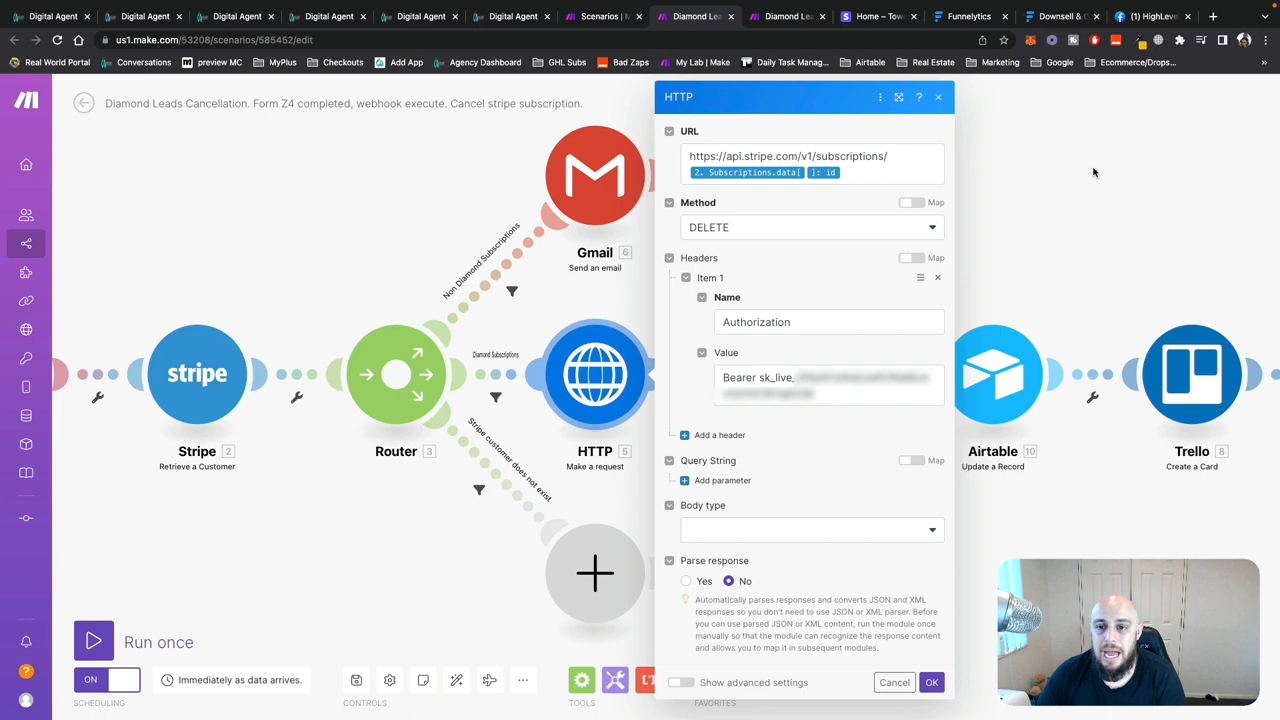 Digital Agent
Digital Agent
Digital Agent
Digital Agent
Digital Agent
Scenarios | M
Diamond Lea
Diamond Lea
Home – Tow
Funnelytics
Downsell & C
(1) HighLeve
us1.make.com/53208/scenarios/585452/edit
Real World Portal
Conversations
preview MC
MyPlus
Checkouts
Add App
Agency Dashboard
GHL Subs
Bad Zaps
My Lab | Make
Daily Task Manag...
Airtable
Real Estate
Marketing
Google
Ecommerce/Drops...
Diamond Leads Cancellation. Form Z4 completed, webhook execute. Cancel stripe subscription.
HTTP
URL
https://api.stripe.com/v1/subscriptions/
2. Subscriptions.data[ ]: id
Method
Map
DELETE
Headers
Map
Item 1
Name
Authorization
Value
Bearer sk_live_
Add a header
Query String
Map
Add parameter
Body type
Parse response
Yes
No
Automatically parses responses and converts JSON and XML
responses so you don't need to use JSON or XML parser. Before
you can use parsed JSON or XML content, run the module once
manually so that the module can recognize the response content
and allows you to map it in subsequent modules.
Show advanced settings
Cancel
OK
Non Diamond Subscriptions
Gmail 6
Send an email
stripe
Stripe 2
Retrieve a Customer
Router 3
Diamond Subscriptions
HTTP 5
Make a request
Stripe customer does not exist
Airtable 10
Update a Record
Trello 8
Create a Card
Run once
ON
Immediately as data arrives.
SCHEDULING
CONTROLS
TOOLS
FAVORITES